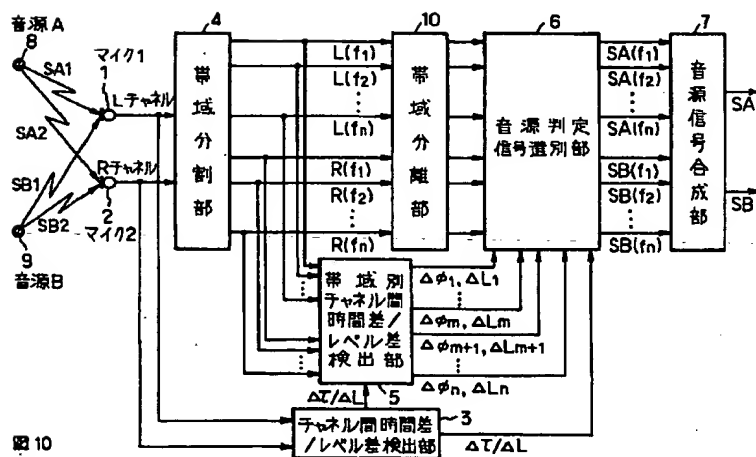 音源A
8
SA1
マイク1
1
Lチャネル
SA2
Rチャネル
SB1
SB2
2
マイク2
9
音源B
4
帯域分割部
L(f1)
L(f2)
⋮
L(fn)
R(f1)
R(f2)
⋮
R(fn)
10
帯域分離部
6
音源判定
信号選別部
SA(f1)
SA(f2)
⋮
SA(fn)
SB(f1)
SB(f2)
⋮
SB(fn)
7
音源信号合成部
SA
SB
帯域別
チャネル間
時間差/
レベル差
検出部
5
Δφ1, ΔL1
⋮
Δφm, ΔLm
Δφm+1, ΔLm+1
⋮
Δφn, ΔLn
Δτ/ΔL
3
チャネル間時間差
/レベル差検出部
Δτ/ΔL
図10